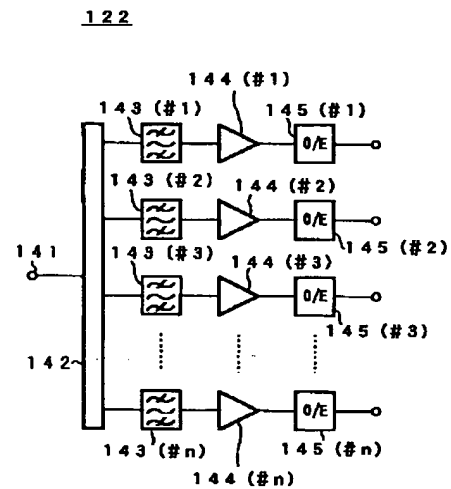 122
144 (#1)
143 (#1)
145 (#1)
O/E
143 (#2)
144 (#2)
O/E
145 (#2)
141
143 (#3)
144 (#3)
O/E
145 (#3)
142
O/E
143 (#n)
145 (#n)
144 (#n)